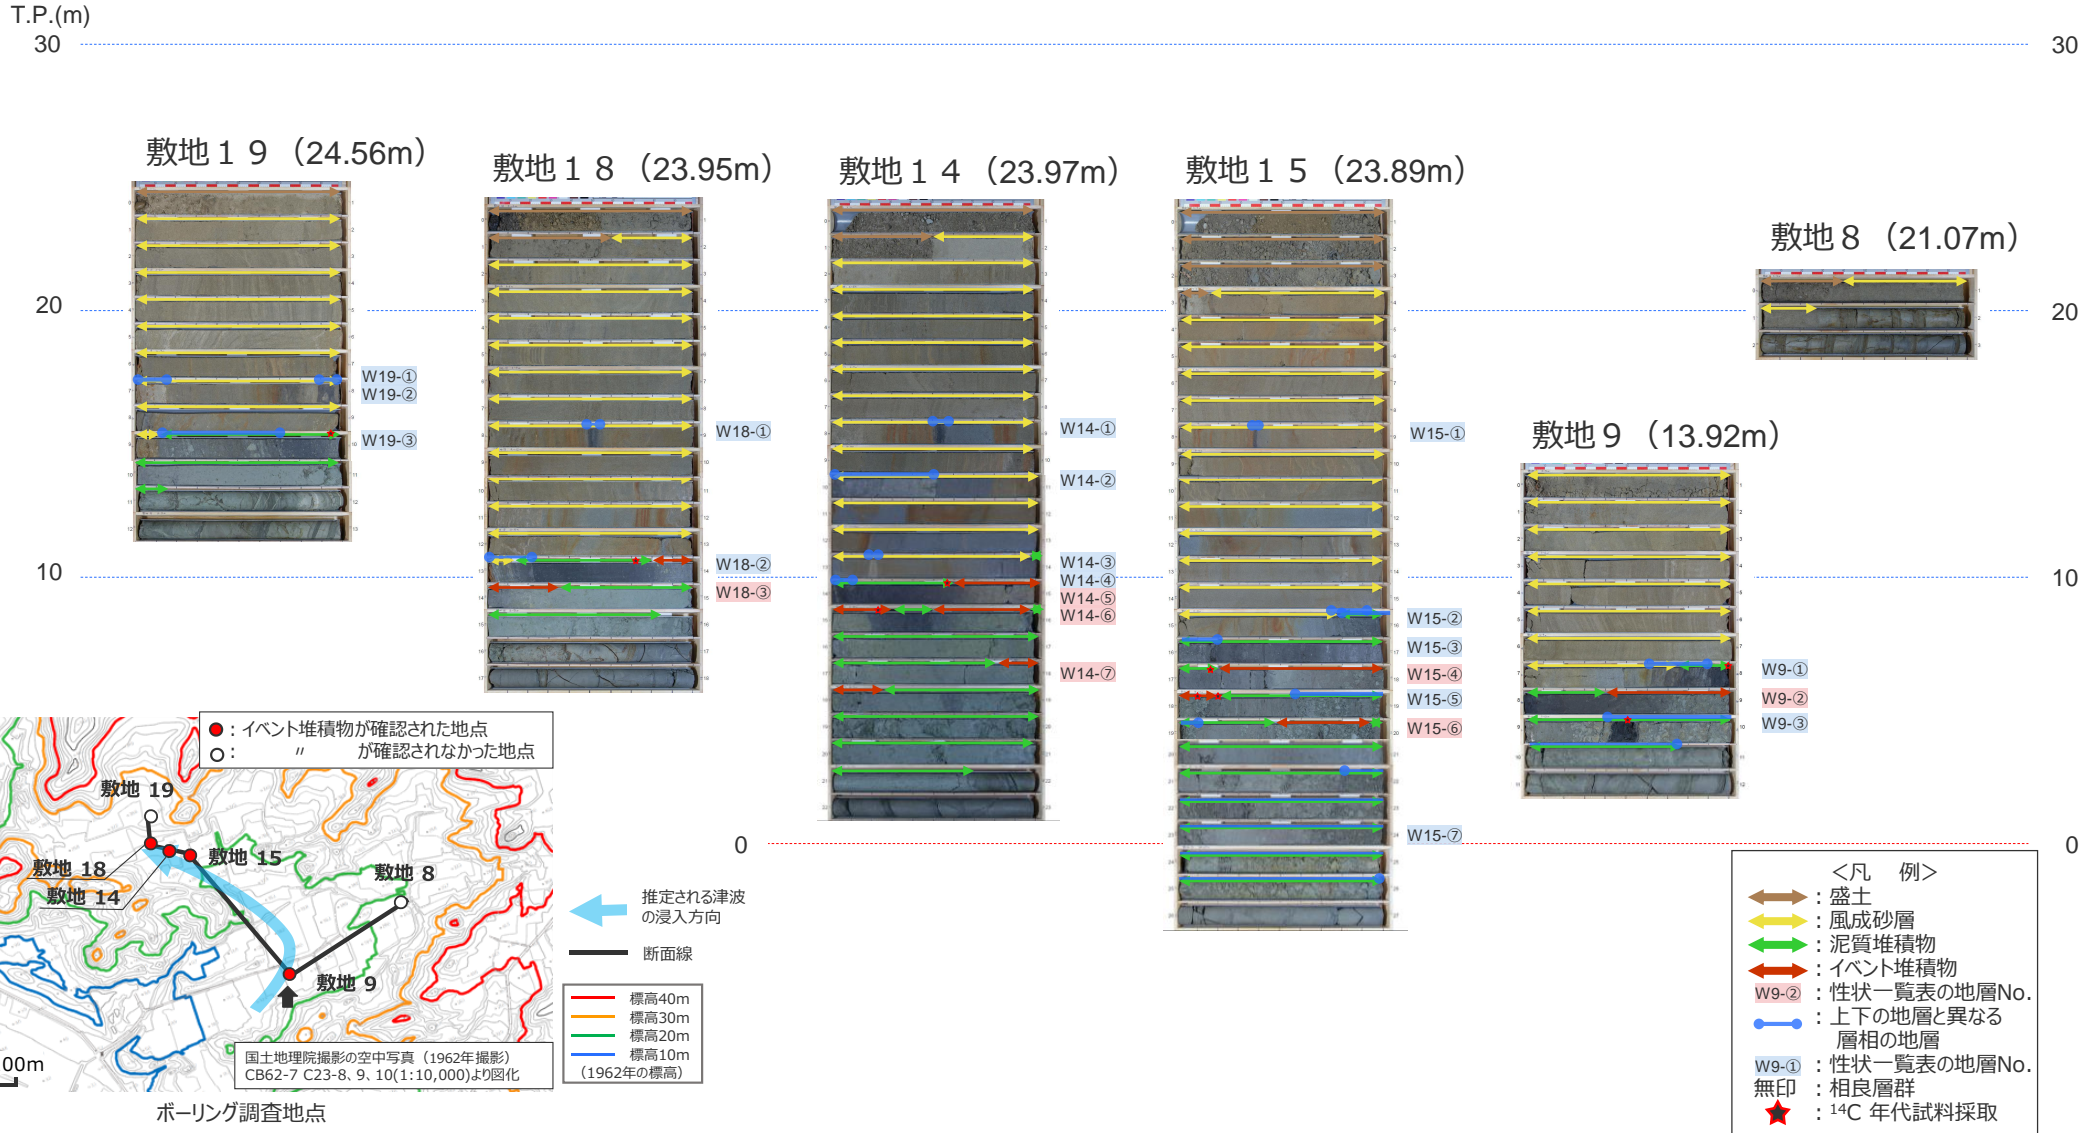 T.P.(m)
30
30
敷地19（24.56m）
敷地18（23.95m）
敷地14（23.97m）
敷地15（23.89m）
敷地8（21.07m）
20
20
W19-①
W19-②
W19-③
W18-①
W14-①
W14-②
W15-①
敷地9（13.92m）
10
10
W18-②
W18-③
W14-③
W14-④
W14-⑤
W14-⑥
W14-⑦
W15-②
W15-③
W15-④
W15-⑤
W15-⑥
W15-⑦
W9-①
W9-②
W9-③
0
0
：イベント堆積物が確認された地点
：　〃　が確認されなかった地点
敷地 19
敷地 18
敷地 14
敷地 15
敷地 8
敷地 9
推定される津波
の浸入方向
断面線
標高40m
標高30m
標高20m
標高10m
（1962年の標高）
国土地理院撮影の空中写真（1962年撮影）
CB62-7 C23-8、9、10(1:10,000)より図化
00m
ボーリング調査地点
＜凡　例＞
：盛土
：風成砂層
：泥質堆積物
：イベント堆積物
W9-②：性状一覧表の地層No.
：上下の地層と異なる
層相の地層
W9-①：性状一覧表の地層No.
無印：相良層群
：14C 年代試料採取